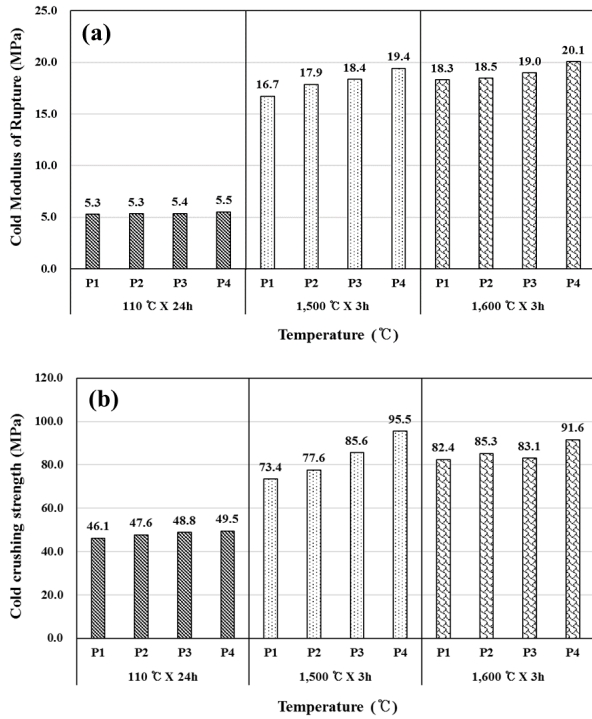 (a)
Cold Modulus of Rupture (MPa)
25.0
20.0
15.0
10.0
5.0
0.0
5.3 5.3 5.4 5.5
16.7 17.9 18.4 19.4
18.3 18.5 19.0 20.1
P1 P2 P3 P4 P1 P2 P3 P4 P1 P2 P3 P4
110 ℃ X 24h 1,500 ℃ X 3h 1,600 ℃ X 3h
Temperature (℃)
(b)
Cold crushing strength (MPa)
120.0
100.0
80.0
60.0
40.0
20.0
0.0
46.1 47.6 48.8 49.5
73.4 77.6 85.6 95.5
82.4 85.3 83.1 91.6
P1 P2 P3 P4 P1 P2 P3 P4 P1 P2 P3 P4
110 ℃ X 24h 1,500 ℃ X 3h 1,600 ℃ X 3h
Temperature (℃)